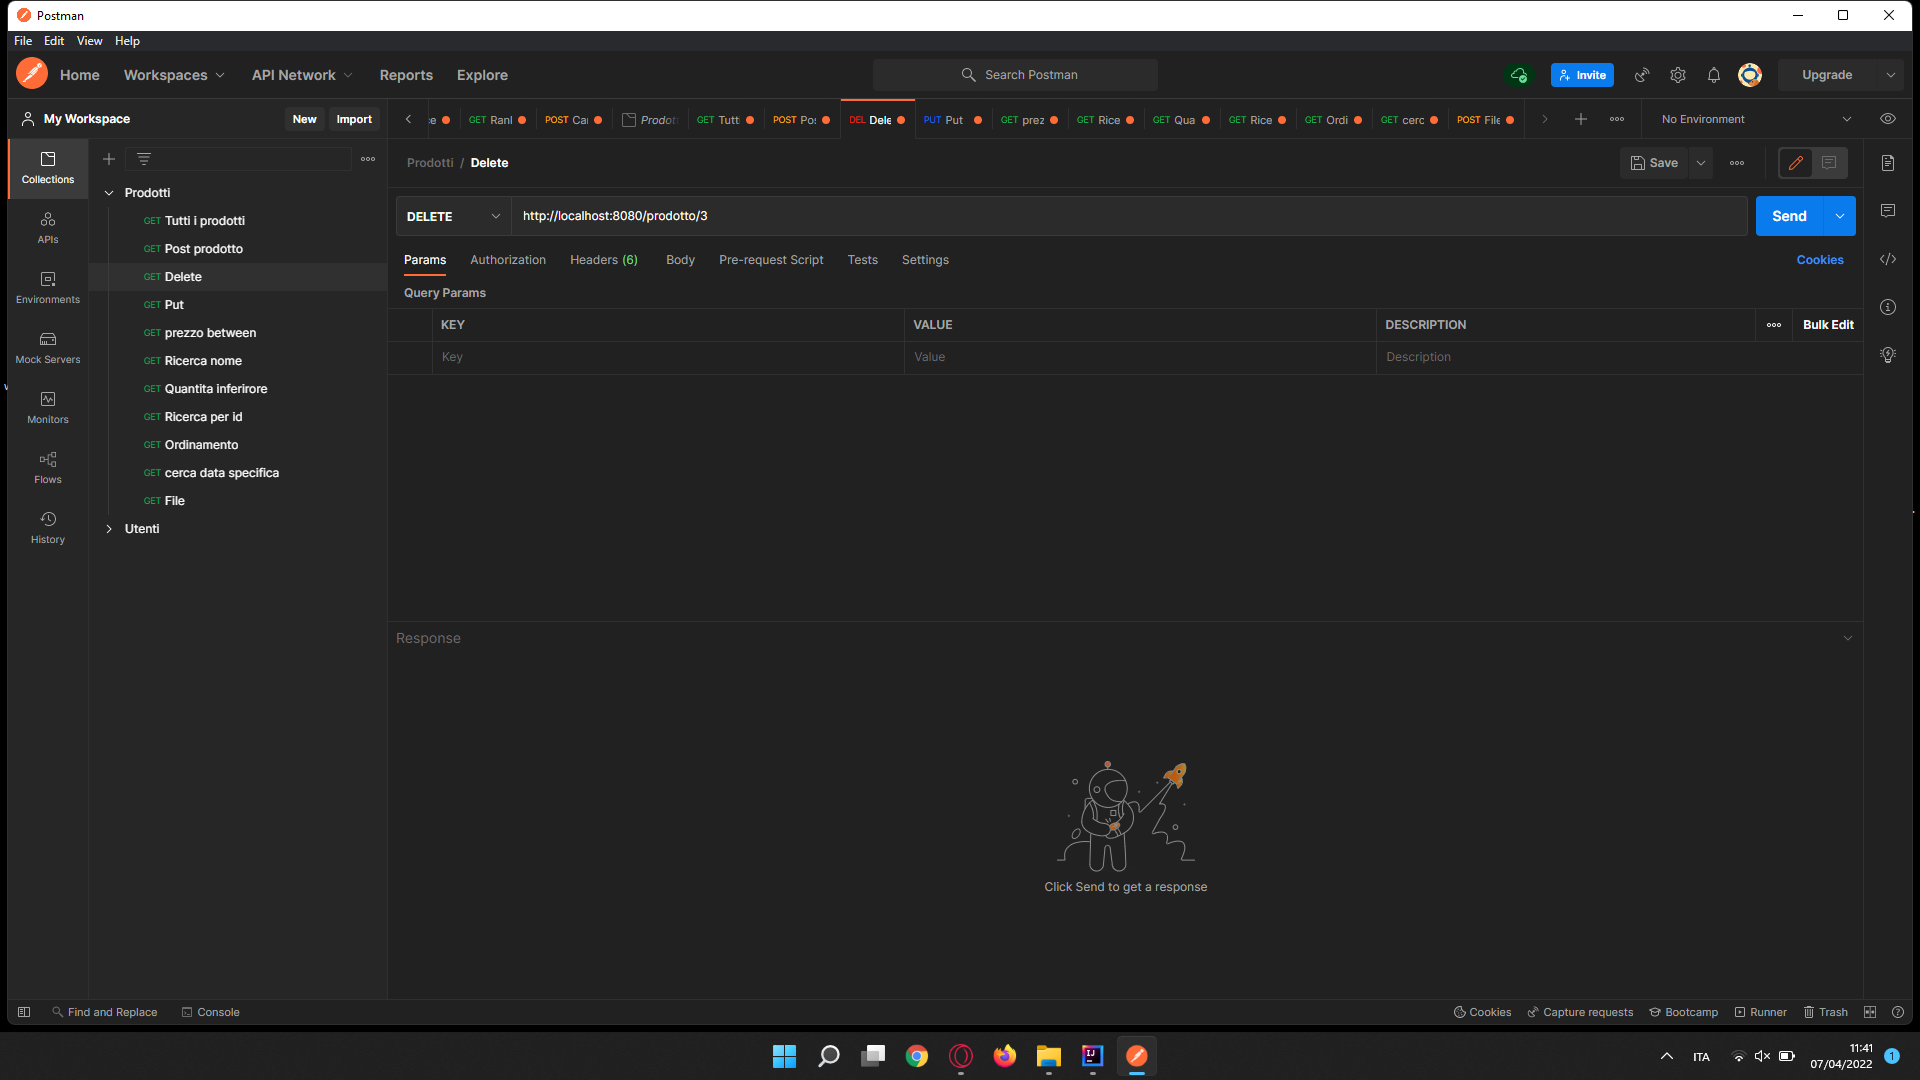 Postman
File Edit View Help
Home Workspaces API Network Reports Explore Search Postman Invite Upgrade
My Workspace New Import
GET Ranl POST Cai Prodot GET Tutt POST Po: DEL Dele PUT Put GET prez GET Rice GET Qua GET Rice GET Ordi GET cerc POST File No Environment
Collections
APIs
Environments
Mock Servers
Monitors
Flows
History
Prodotti
GET Tutti i prodotti
GET Post prodotto
GET Delete
GET Put
GET prezzo between
GET Ricerca nome
GET Quantita inferirore
GET Ricerca per id
GET Ordinamento
GET cerca data specifica
GET File
Utenti
Prodotti / Delete Save
DELETE http://localhost:8080/prodotto/3 Send
Params Authorization Headers (6) Body Pre-request Script Tests Settings Cookies
Query Params
KEY VALUE DESCRIPTION Bulk Edit
Key Value Description
Response
Click Send to get a response
Find and Replace Console Cookies Capture requests Bootcamp Runner Trash
ITA 11:41 1
07/04/2022